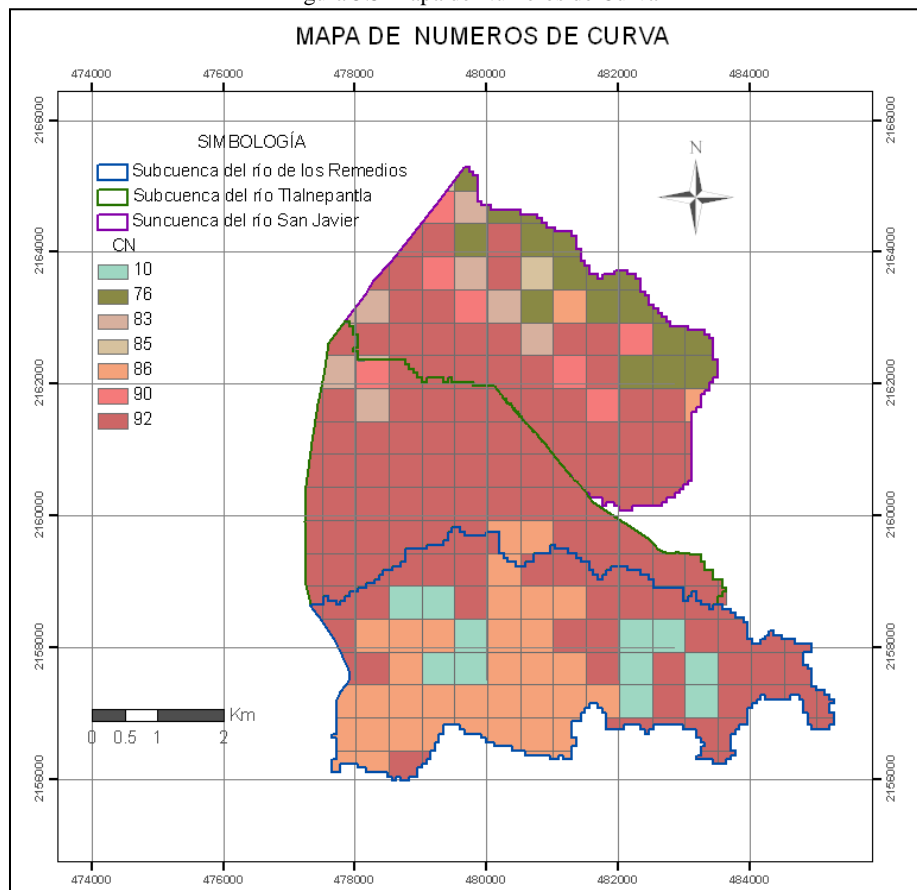 MAPA DE NUMEROS DE CURVA
474000 476000 478000 480000 482000 484000
2166000 2166000
SIMBOLOGÍA
Subcuenca del río de los Remedios
Subcuenca del río Tlalnepantla
Suncuenca del río San Javier
N
CN
10
76
83
85
86
90
92
2164000 2164000
2162000 2162000
2160000 2160000
2158000 2158000
Km
0 0.5 1 2
2156000 2156000
474000 476000 478000 480000 482000 484000